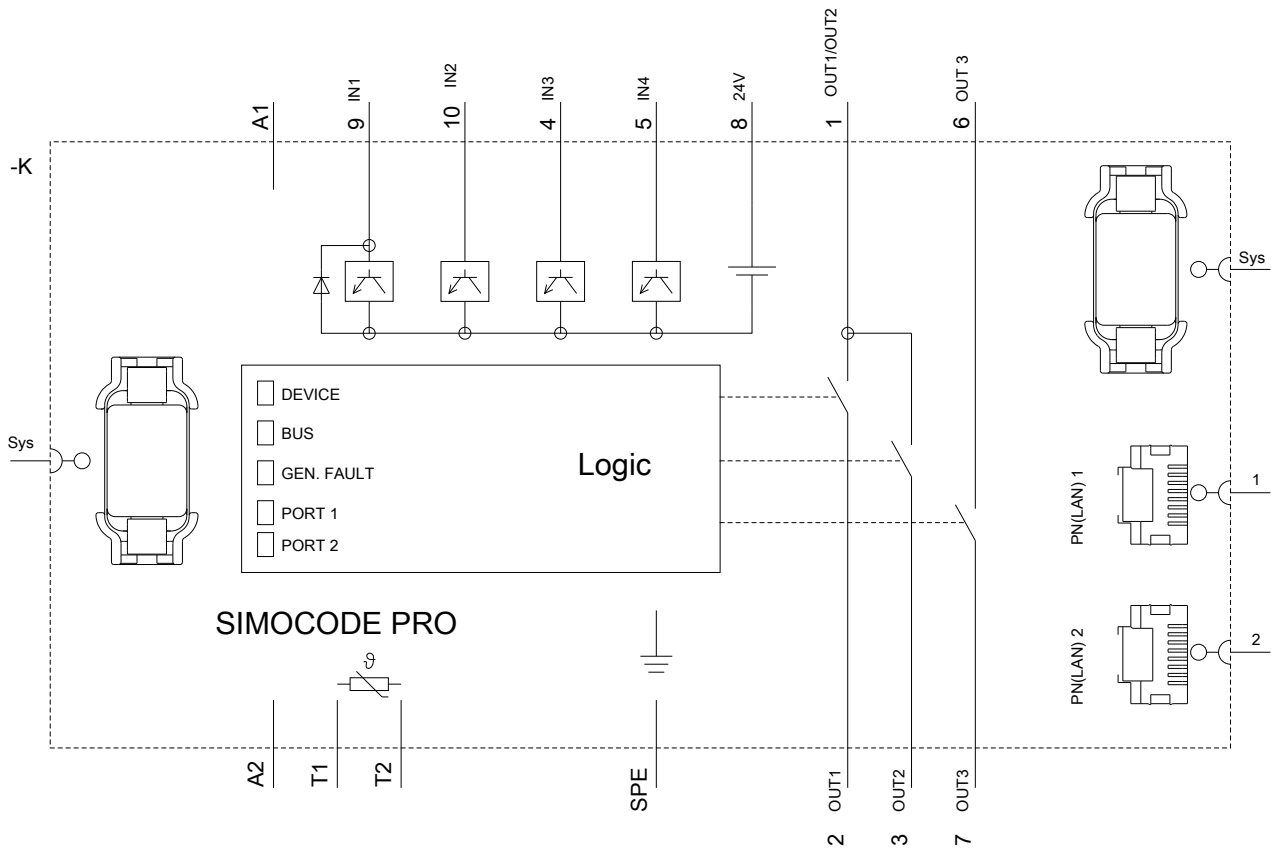 A1
9 IN1
10 IN2
4 IN3
5 IN4
8 24V
1 OUT1/OUT2
6 OUT 3
-K
Sys
Sys
DEVICE
BUS
GEN. FAULT
PORT 1
PORT 2
Logic
PN(LAN) 1
1
PN(LAN) 2
2
SIMOCODE PRO
ϑ
A2
T1
T2
SPE
2 OUT1
3 OUT2
7 OUT3